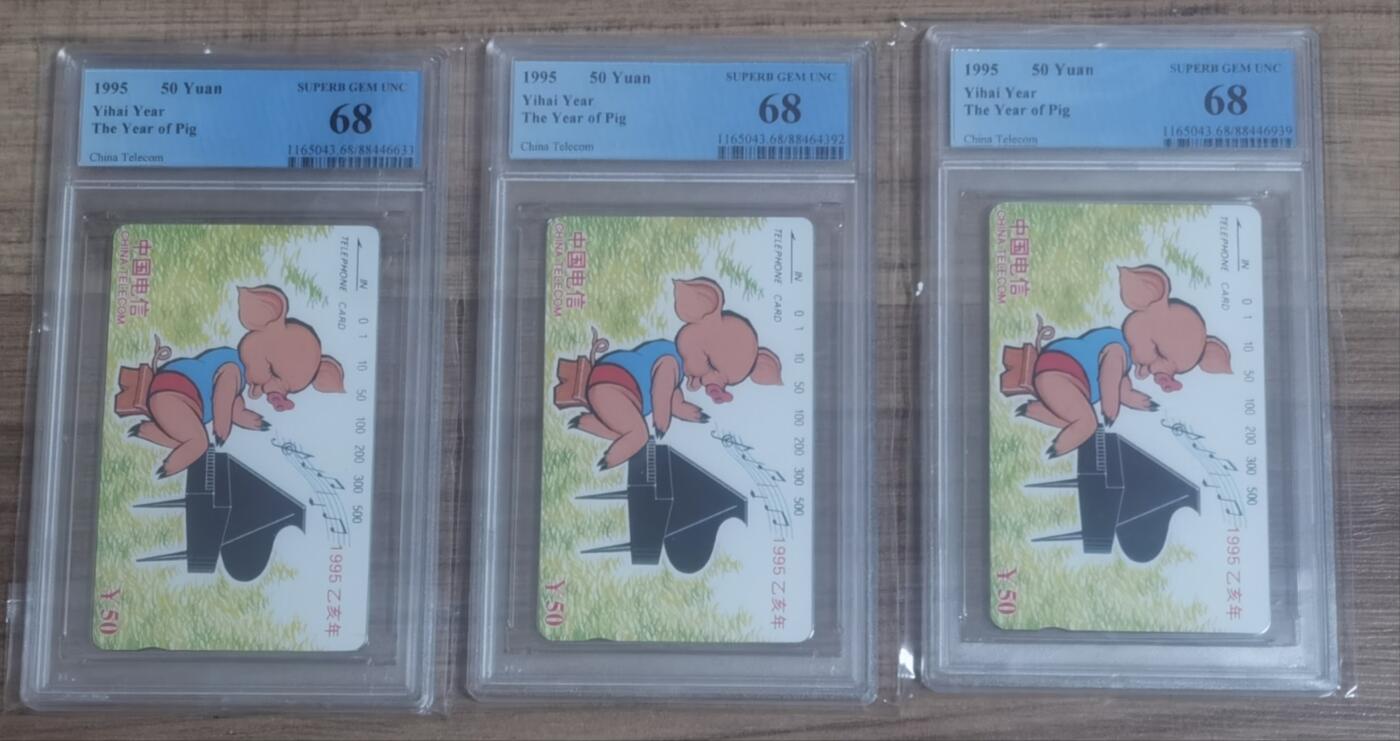 1995 50 Yuan SUPERB GEM UNC
Yihai Year 68
The Year of Pig
China Telecom 1165043.68/88446633
中国电信
CHINA TELECOM
IN
TELEPHONE CARD 0 1 10 50 100 200 300 500
1995 乙亥年
￥50
1995 50 Yuan SUPERB GEM UNC
Yihai Year 68
The Year of Pig
China Telecom 1165043.68/88464392
中国电信
CHINA TELECOM
IN
TELEPHONE CARD 0 1 10 50 100 200 300 500
1995 乙亥年
￥50
1995 50 Yuan SUPERB GEM UNC
Yihai Year 68
The Year of Pig
China Telecom 1165043.68/88446939
中国电信
CHINA TELECOM
IN
TELEPHONE CARD 0 1 10 50 100 200 300 500
1995 乙亥年
￥50